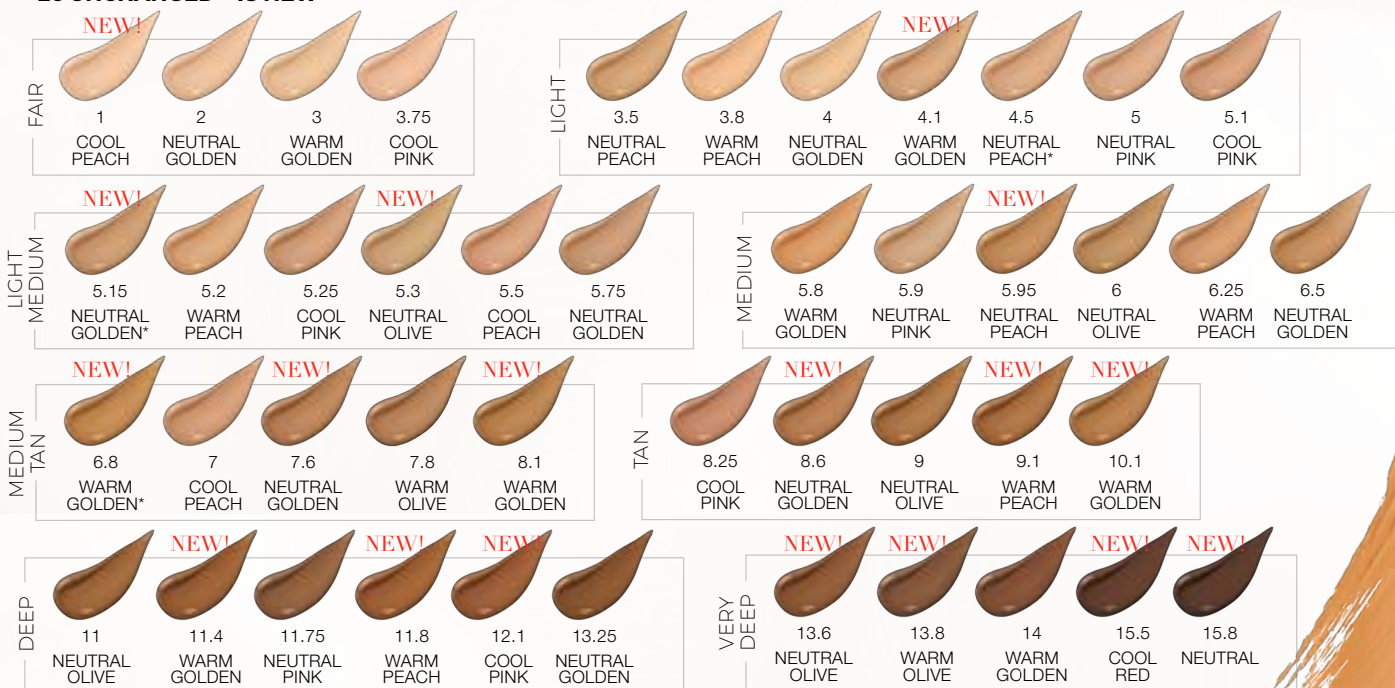 NEW!
NEW!
FAIR
1
2
3
3.75
COOL PEACH
NEUTRAL GOLDEN
WARM GOLDEN
COOL PINK
LIGHT
3.5
3.8
4
4.1
4.5
5
5.1
NEUTRAL PEACH
WARM PEACH
NEUTRAL GOLDEN
WARM GOLDEN
NEUTRAL PEACH*
NEUTRAL PINK
COOL PINK
NEW!
NEW!
NEW!
LIGHT MEDIUM
5.15
5.2
5.25
5.3
5.5
5.75
NEUTRAL GOLDEN*
WARM PEACH
COOL PINK
NEUTRAL OLIVE
COOL PEACH
NEUTRAL GOLDEN
MEDIUM
5.8
5.9
5.95
6
6.25
6.5
WARM GOLDEN
NEUTRAL PINK
NEUTRAL PEACH
NEUTRAL OLIVE
WARM PEACH
NEUTRAL GOLDEN
NEW!
NEW!
NEW!
NEW!
NEW!
NEW!
MEDIUM TAN
6.8
7
7.6
7.8
8.1
WARM GOLDEN*
COOL PEACH
NEUTRAL GOLDEN
WARM OLIVE
WARM GOLDEN
TAN
8.25
8.6
9
9.1
10.1
COOL PINK
NEUTRAL GOLDEN
NEUTRAL OLIVE
WARM PEACH
WARM GOLDEN
NEW!
NEW!
NEW!
NEW!
NEW!
NEW!
NEW!
DEEP
11
11.4
11.75
11.8
12.1
13.25
NEUTRAL OLIVE
WARM GOLDEN
NEUTRAL PINK
WARM PEACH
COOL PINK
NEUTRAL GOLDEN
VERY DEEP
13.6
13.8
14
15.5
15.8
NEUTRAL OLIVE
WARM OLIVE
WARM GOLDEN
COOL RED
NEUTRAL